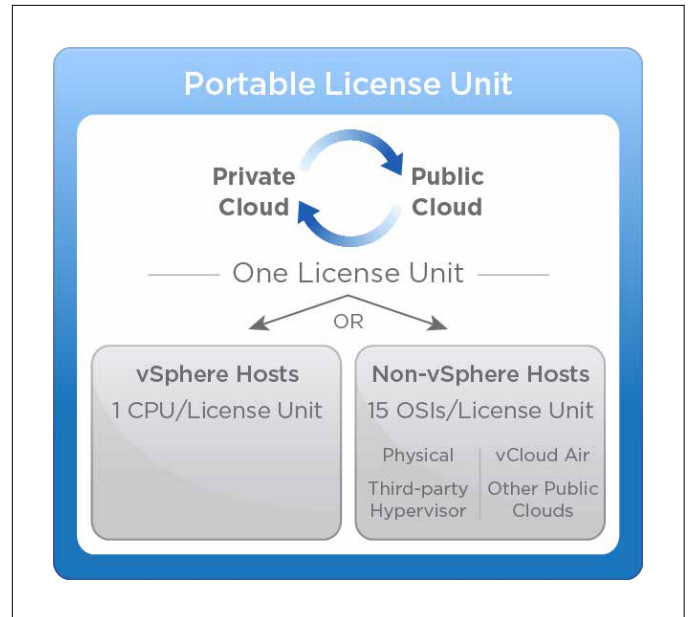 Portable License Unit
Private Public
Cloud Cloud
One License Unit
OR
vSphere Hosts
1 CPU/License Unit
Non-vSphere Hosts
15 OSIs/License Unit
Physical
Third-party
Hypervisor
vCloud Air
Other Public
Clouds